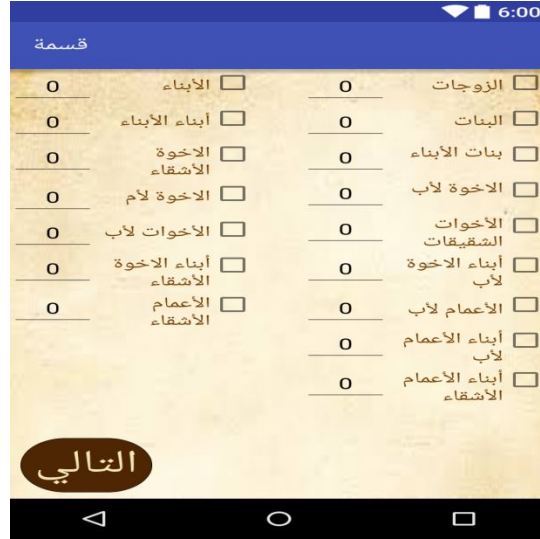 6:00
قسمة
الزوجات 0 الأبناء 0
البنات 0 أبناء الأبناء 0
بنات الأبناء 0 الاخوة
الأشقاء 0
الاخوة لأب 0 الاخوة لأم 0
الأخوات
الشقيقات 0 الأخوات لأب 0
أبناء الاخوة
لأب 0 أبناء الاخوة
الأشقاء 0
الأعمام لأب 0 الأعمام
الأشقاء 0
أبناء الأعمام
لأب 0
أبناء الأعمام
الأشقاء 0
التالي